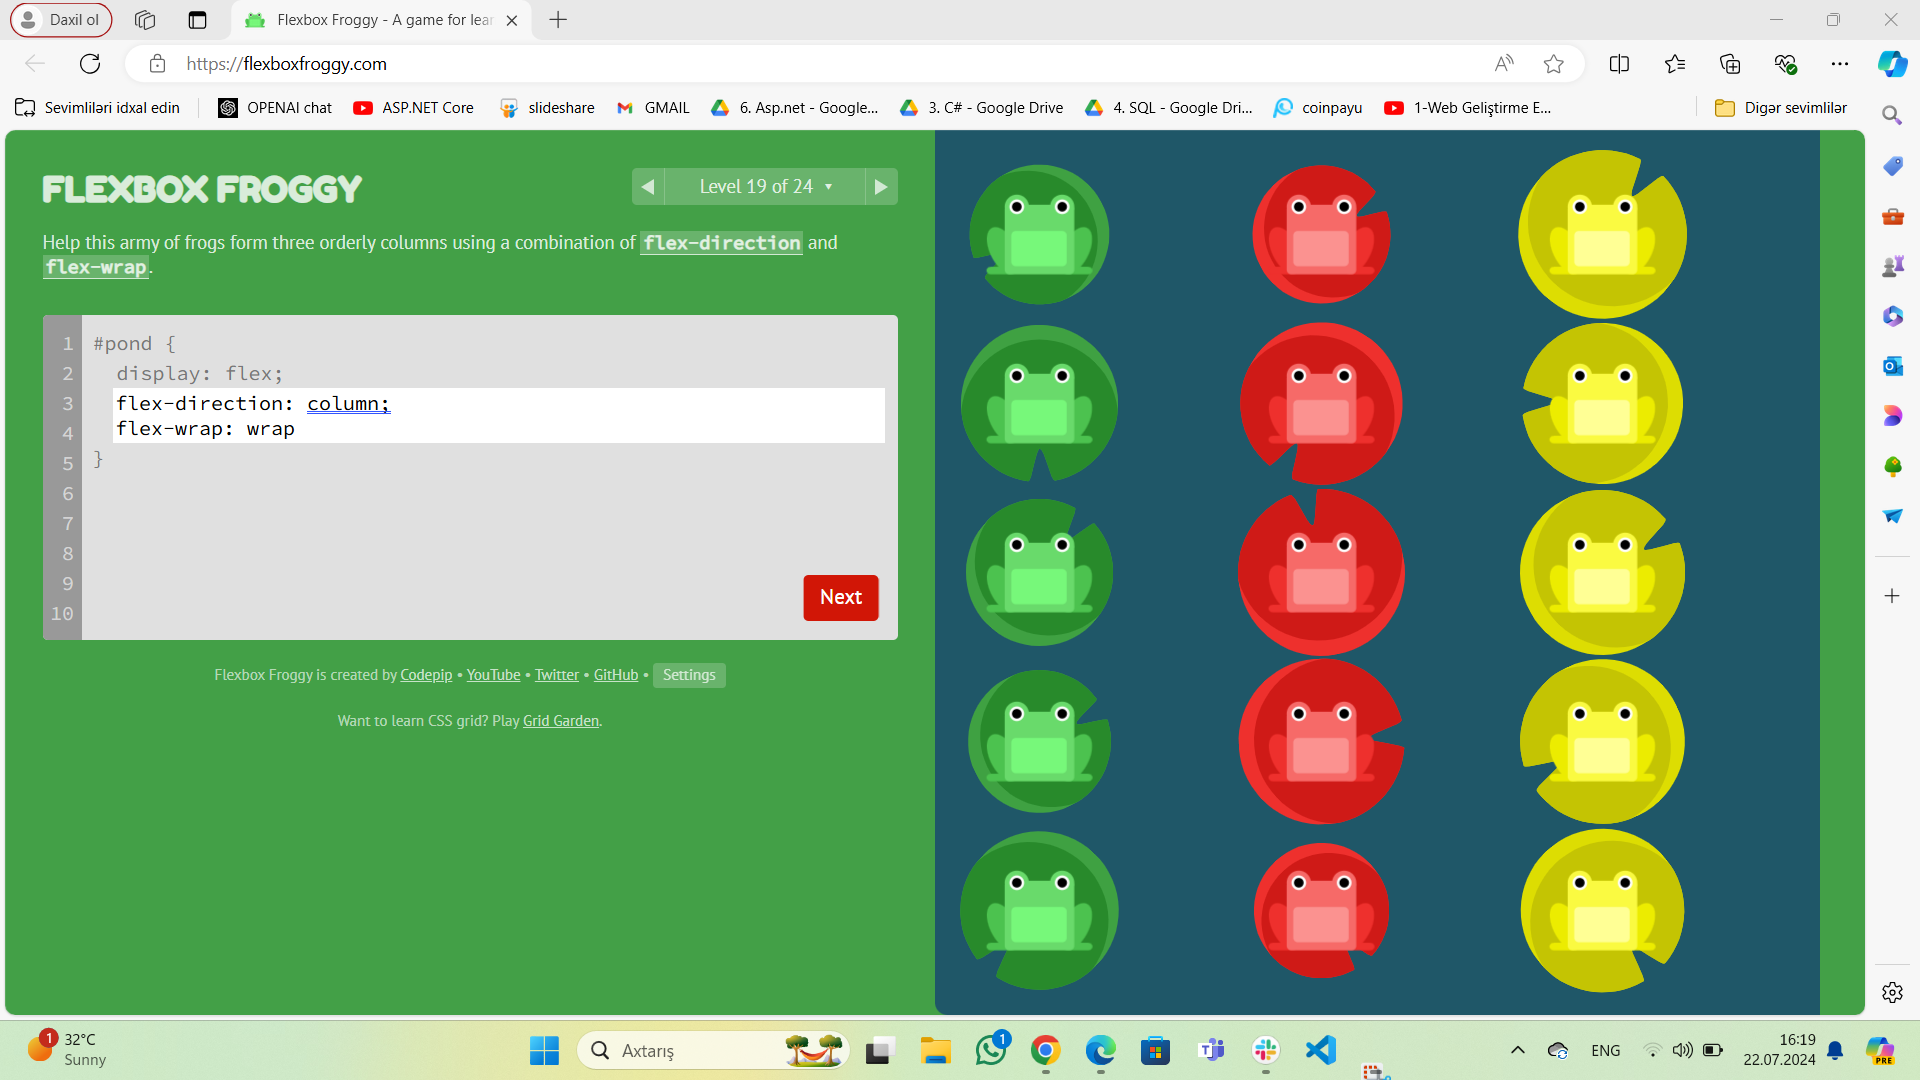 Daxil ol
Flexbox Froggy - A game for lear
https://flexboxfroggy.com
Sevimliləri idxal edin
OPENAI chat
ASP.NET Core
slideshare
GMAIL
6. Asp.net - Google...
3. C# - Google Drive
4. SQL - Google Dri...
coinpayu
1-Web Geliştirme E...
Digər sevimlilər
FLEXBOX FROGGY
Level 19 of 24
Help this army of frogs form three orderly columns using a combination of flex-direction and
flex-wrap.
1 #pond {
2 display: flex;
3 flex-direction: column;
4 flex-wrap: wrap
5 }
6
7
8
9
10
Next
Flexbox Froggy is created by Codepip • YouTube • Twitter • GitHub • Settings
Want to learn CSS grid? Play Grid Garden.
1
32°C
Sunny
Axtarış
1
ENG
16:19
22.07.2024
PRE